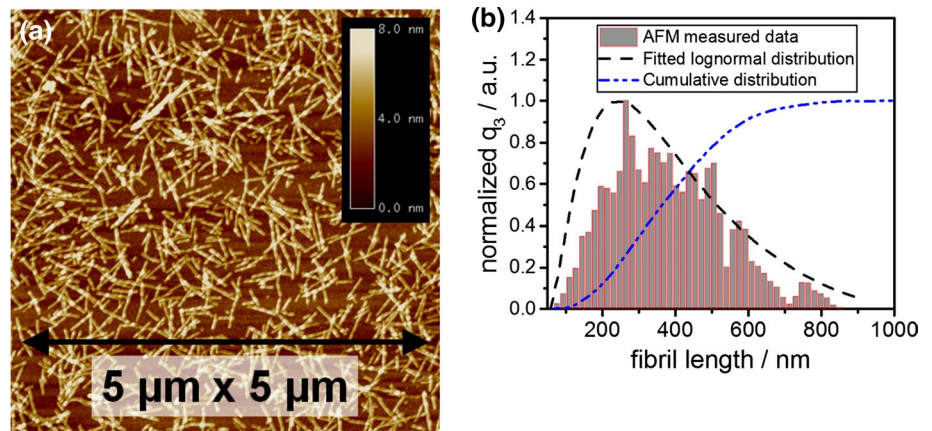 (a)
8.0 nm
4.0 nm
0.0 nm
5 µm x 5 µm
(b)
1.4
1.2
1.0
0.8
0.6
0.4
0.2
0.0
normalized q3 / a.u.
AFM measured data
Fitted lognormal distribution
Cumulative distribution
200 400 600 800 1000
fibril length / nm